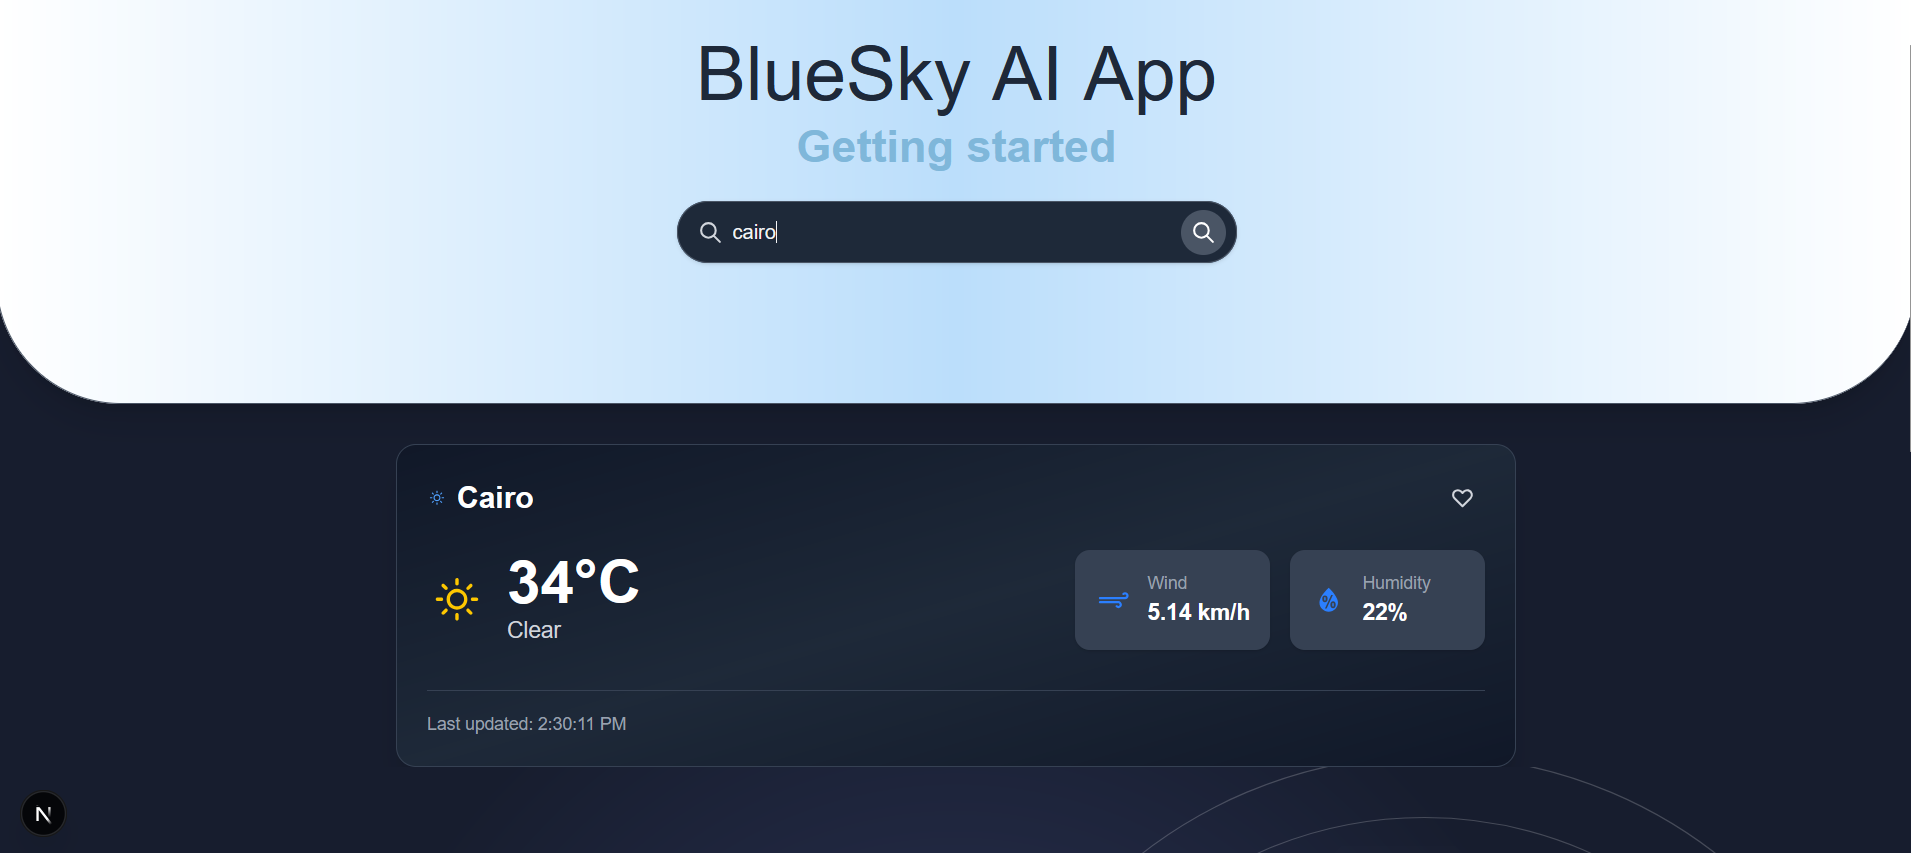 BlueSky AI App
Getting started
cairo
Cairo
34°C
Clear
Wind
5.14 km/h
Humidity
22%
Last updated: 2:30:11 PM
N